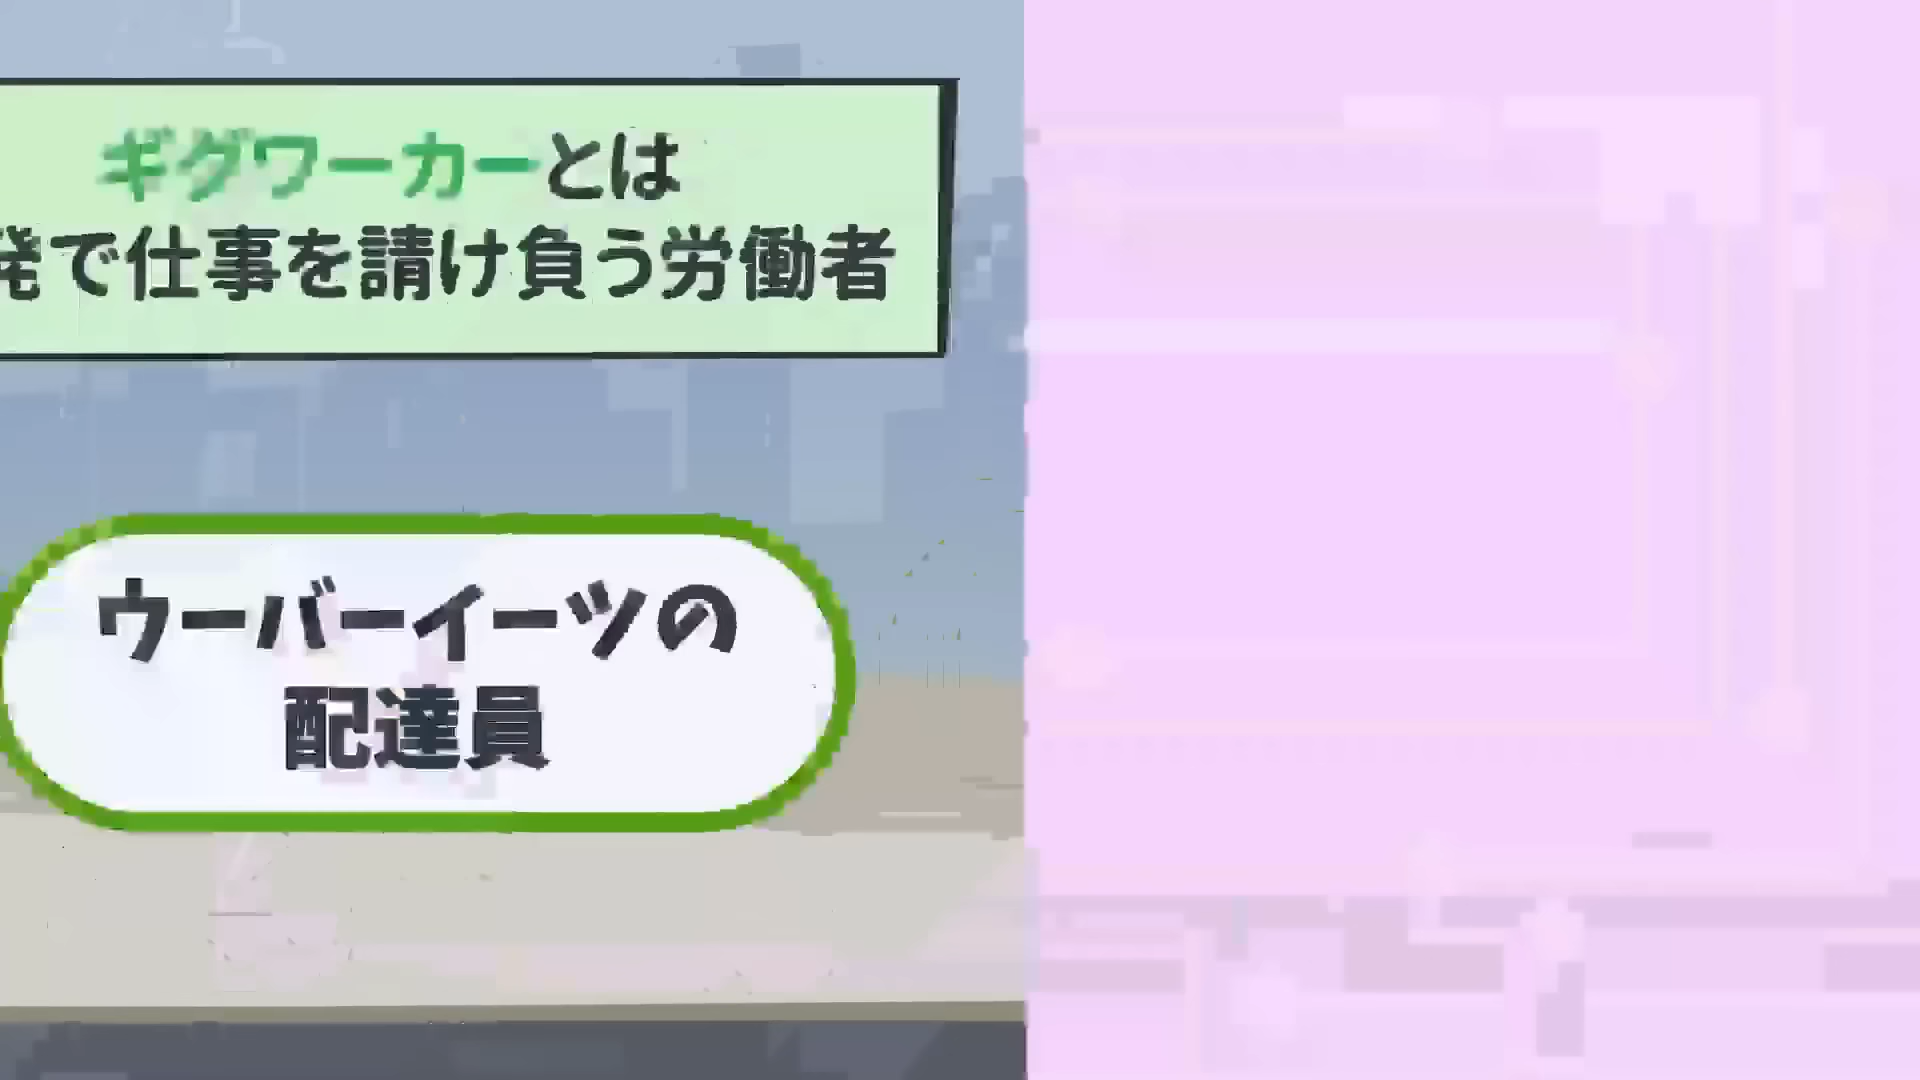 ギグワーカーとは
発で仕事を請け負う労働者
ウーバーイーツの
配達員